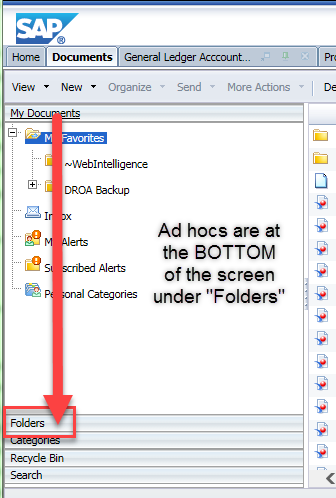 SAP
Home Documents General Ledger Acccount... Pro
View New Organize Send More Actions De
My Documents
My Favorites
~WebIntelligence
DROA Backup
Inbox
My Alerts
Subscribed Alerts
Personal Categories
Ad hocs are at
the BOTTOM
of the screen
under "Folders"
Folders
Categories
Recycle Bin
Search